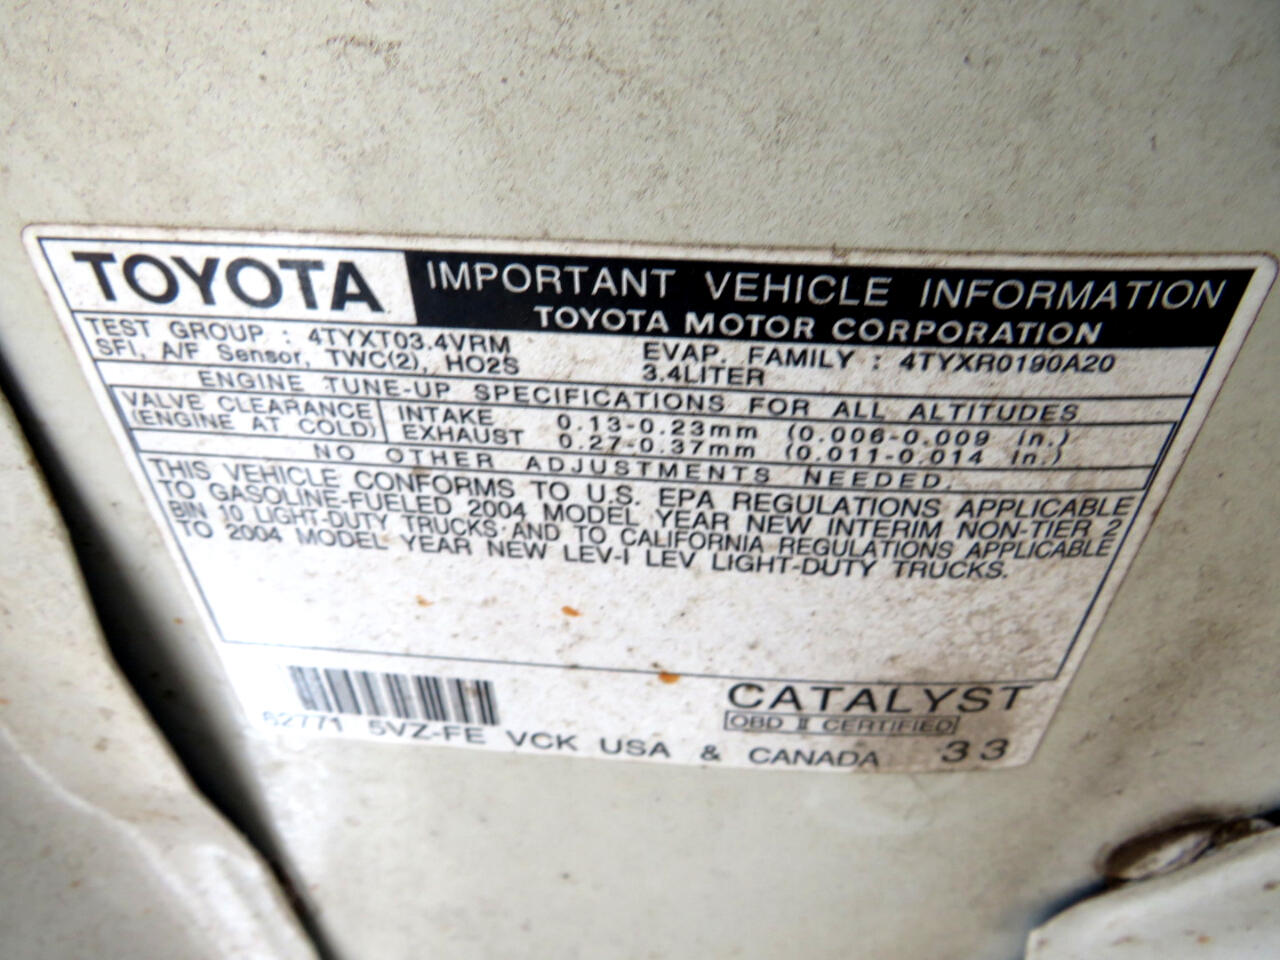 TOYOTA IMPORTANT VEHICLE INFORMATION
TOYOTA MOTOR CORPORATION
TEST GROUP : 4TYXT03.4VRM EVAP. FAMILY : 4TYXR0190A20
SFI, A/F Sensor, TWC(2), HO2S 3.4LITER
ENGINE TUNE-UP SPECIFICATIONS FOR ALL ALTITUDES
VALVE CLEARANCE INTAKE 0.13-0.23mm (0.006-0.009 in.)
(ENGINE AT COLD) EXHAUST 0.27-0.37mm (0.011-0.014 in.)
NO OTHER ADJUSTMENTS NEEDED.
THIS VEHICLE CONFORMS TO U.S. EPA REGULATIONS APPLICABLE
TO GASOLINE-FUELED 2004 MODEL YEAR NEW INTERIM NON-TIER 2
BIN 10 LIGHT-DUTY TRUCKS AND TO CALIFORNIA REGULATIONS APPLICABLE
TO 2004 MODEL YEAR NEW LEV-I LEV LIGHT-DUTY TRUCKS.
CATALYST
OBD II CERTIFIED
62771 5VZ-FE VCK USA & CANADA 33